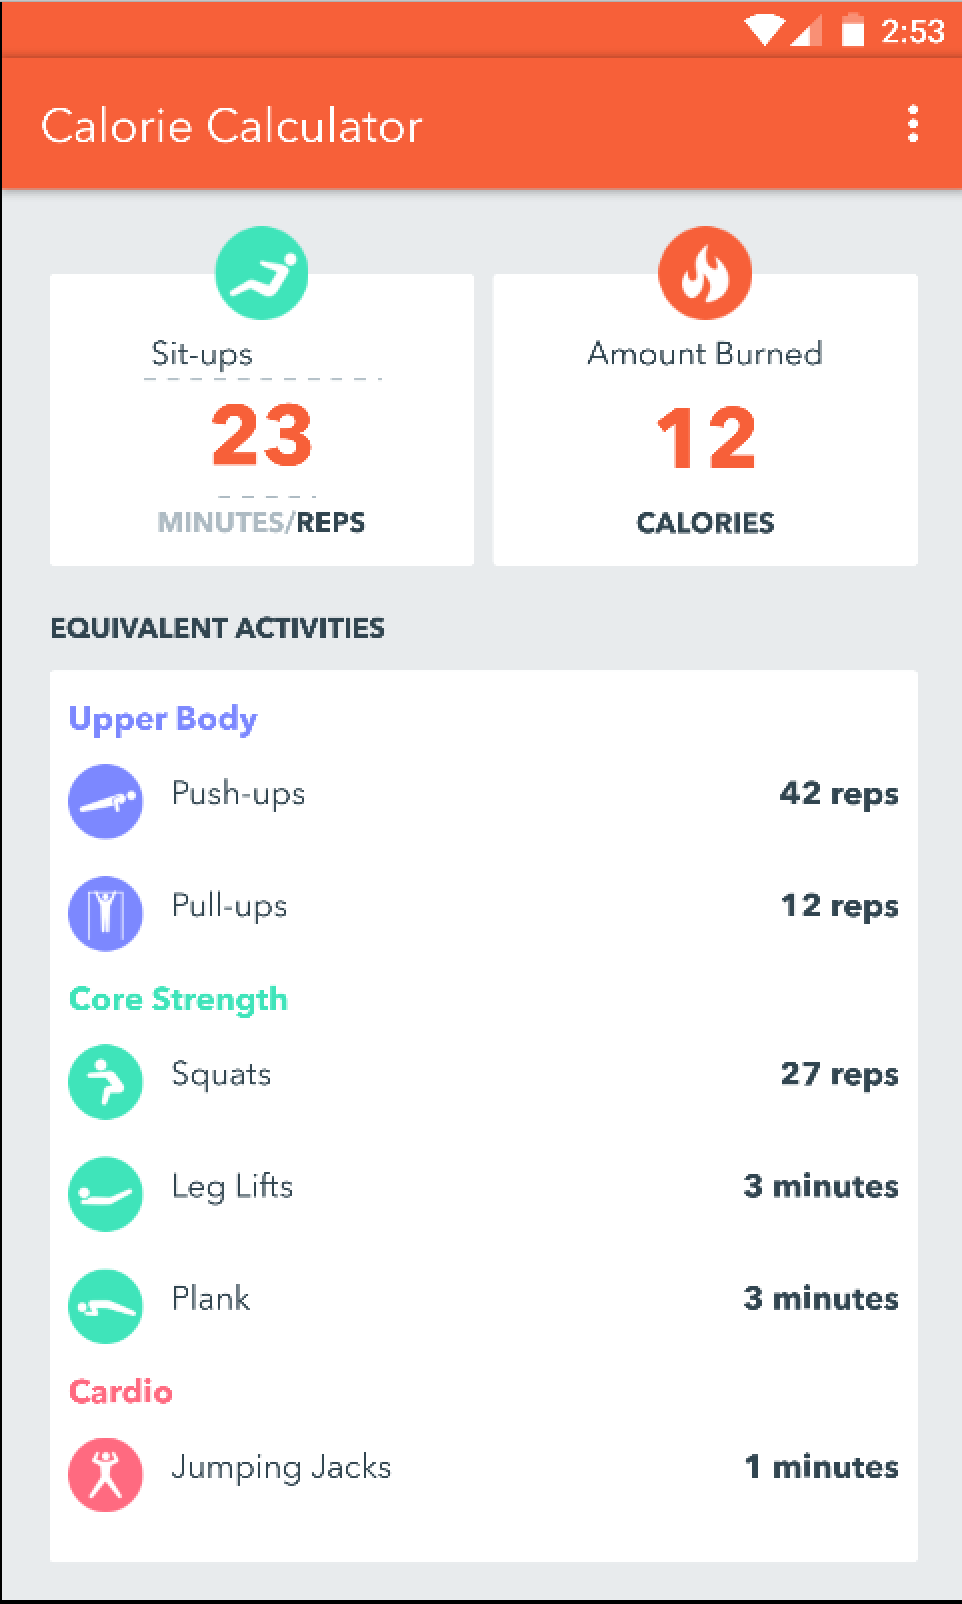 2:53
Calorie Calculator
Sit-ups
23
MINUTES/REPS
Amount Burned
12
CALORIES
EQUIVALENT ACTIVITIES
Upper Body
Push-ups 42 reps
Pull-ups 12 reps
Core Strength
Squats 27 reps
Leg Lifts 3 minutes
Plank 3 minutes
Cardio
Jumping Jacks 1 minutes